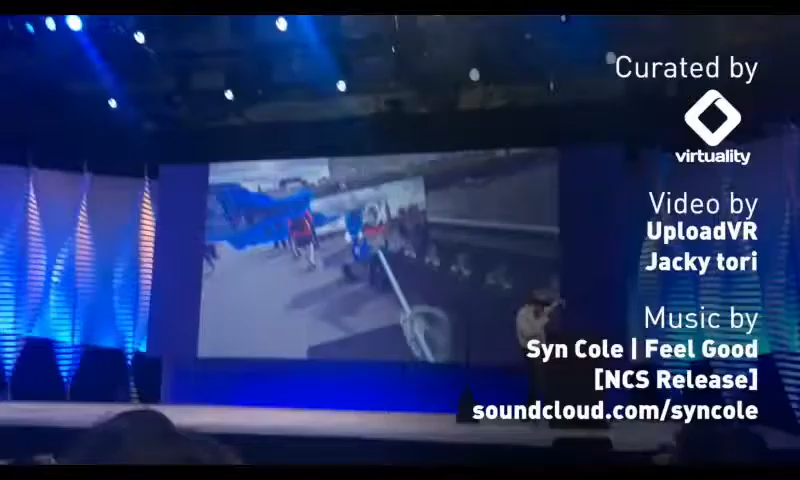 Curated by
virtuality
Video by
UploadVR
Jacky tori
Music by
Syn Cole | Feel Good
[NCS Release]
soundcloud.com/syncole